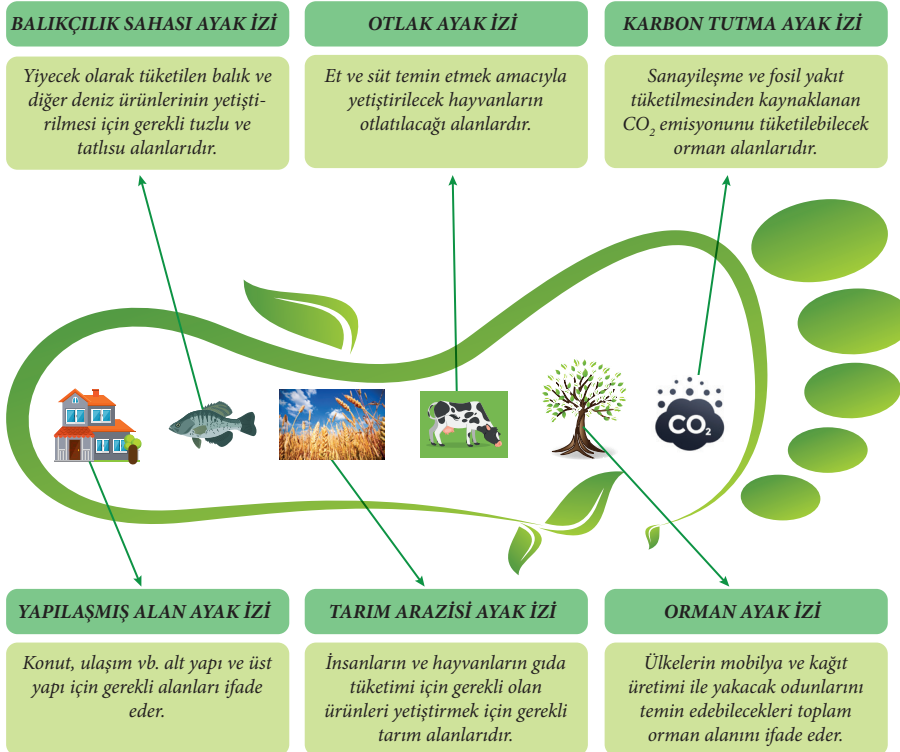 BALIKÇILIK SAHASI AYAK İZİ
Yiyecek olarak tüketilen balık ve
diğer deniz ürünlerinin yetişti-
rilmesi için gerekli tuzlu ve
tatlısu alanlarıdır.
OTLAK AYAK İZİ
Et ve süt temin etmek amacıyla
yetiştirilecek hayvanların
otlatılacağı alanlardır.
KARBON TUTMA AYAK İZİ
Sanayileşme ve fosil yakıt
tüketilmesinden kaynaklanan
CO₂ emisyonunu tüketilebilecek
orman alanlarıdır.
CO₂
YAPILAŞMIŞ ALAN AYAK İZİ
Konut, ulaşım vb. alt yapı ve üst
yapı için gerekli alanları ifade
eder.
TARIM ARAZİSİ AYAK İZİ
İnsanların ve hayvanların gıda
tüketimi için gerekli olan
ürünleri yetiştirmek için gerekli
tarım alanlarıdır.
ORMAN AYAK İZİ
Ülkelerin mobilya ve kağıt
üretimi ile yakacak odunlarını
temin edebilecekleri toplam
orman alanını ifade eder.